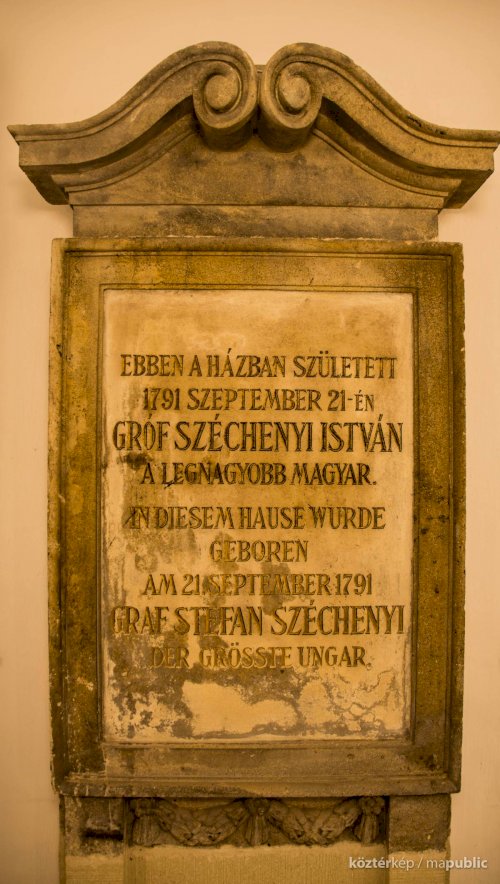 EBBEN A HÁZBAN SZÜLETETT
1791 SZEPTEMBER 21-ÉN
GRÓF SZÉCHENYI ISTVÁN
A LEGNAGYOBB MAGYAR.
IN DIESEM HAUSE WURDE
GEBOREN
AM 21 SEPTEMBER 1791
GRAF STEFAN SZÉCHENYI
DER GRÖSSTE UNGAR.
köztérkép / mapublic